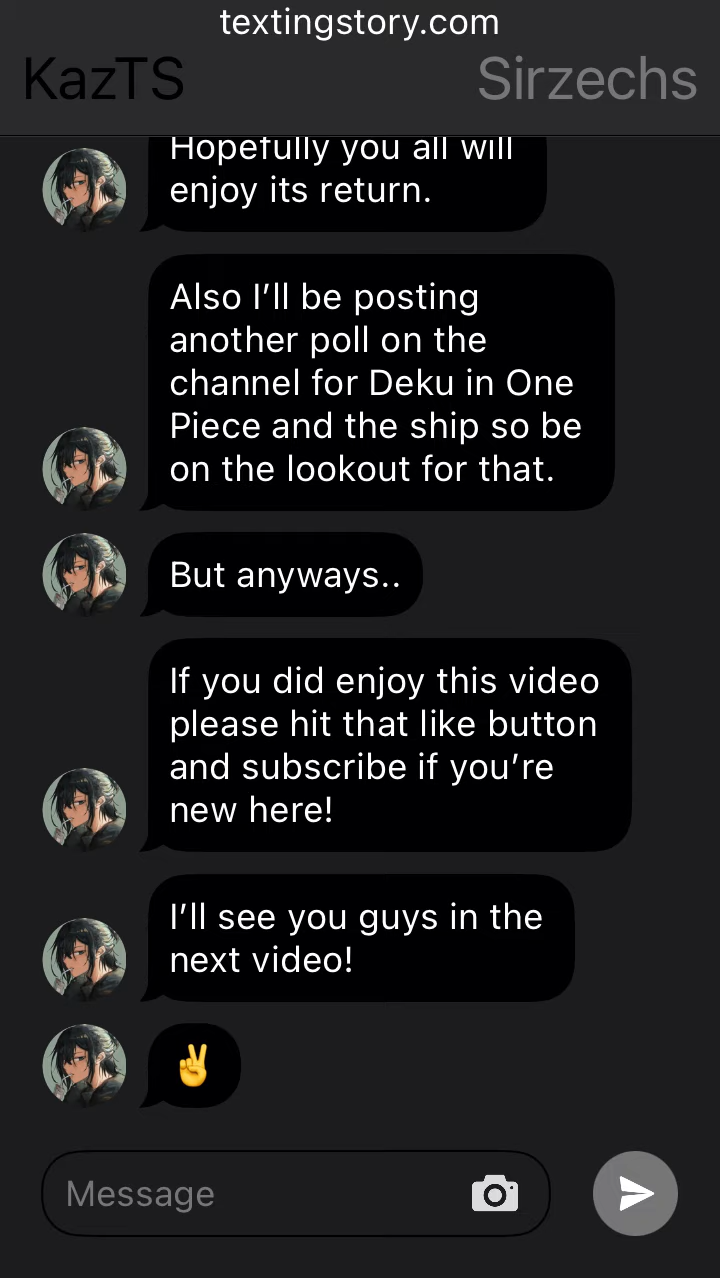 textingstory.com
KazTS
Sirzechs
Hopefully you all will
enjoy its return.
Also I’ll be posting
another poll on the
channel for Deku in One
Piece and the ship so be
on the lookout for that.
But anyways..
If you did enjoy this video
please hit that like button
and subscribe if you’re
new here!
I’ll see you guys in the
next video!
✌️
Message